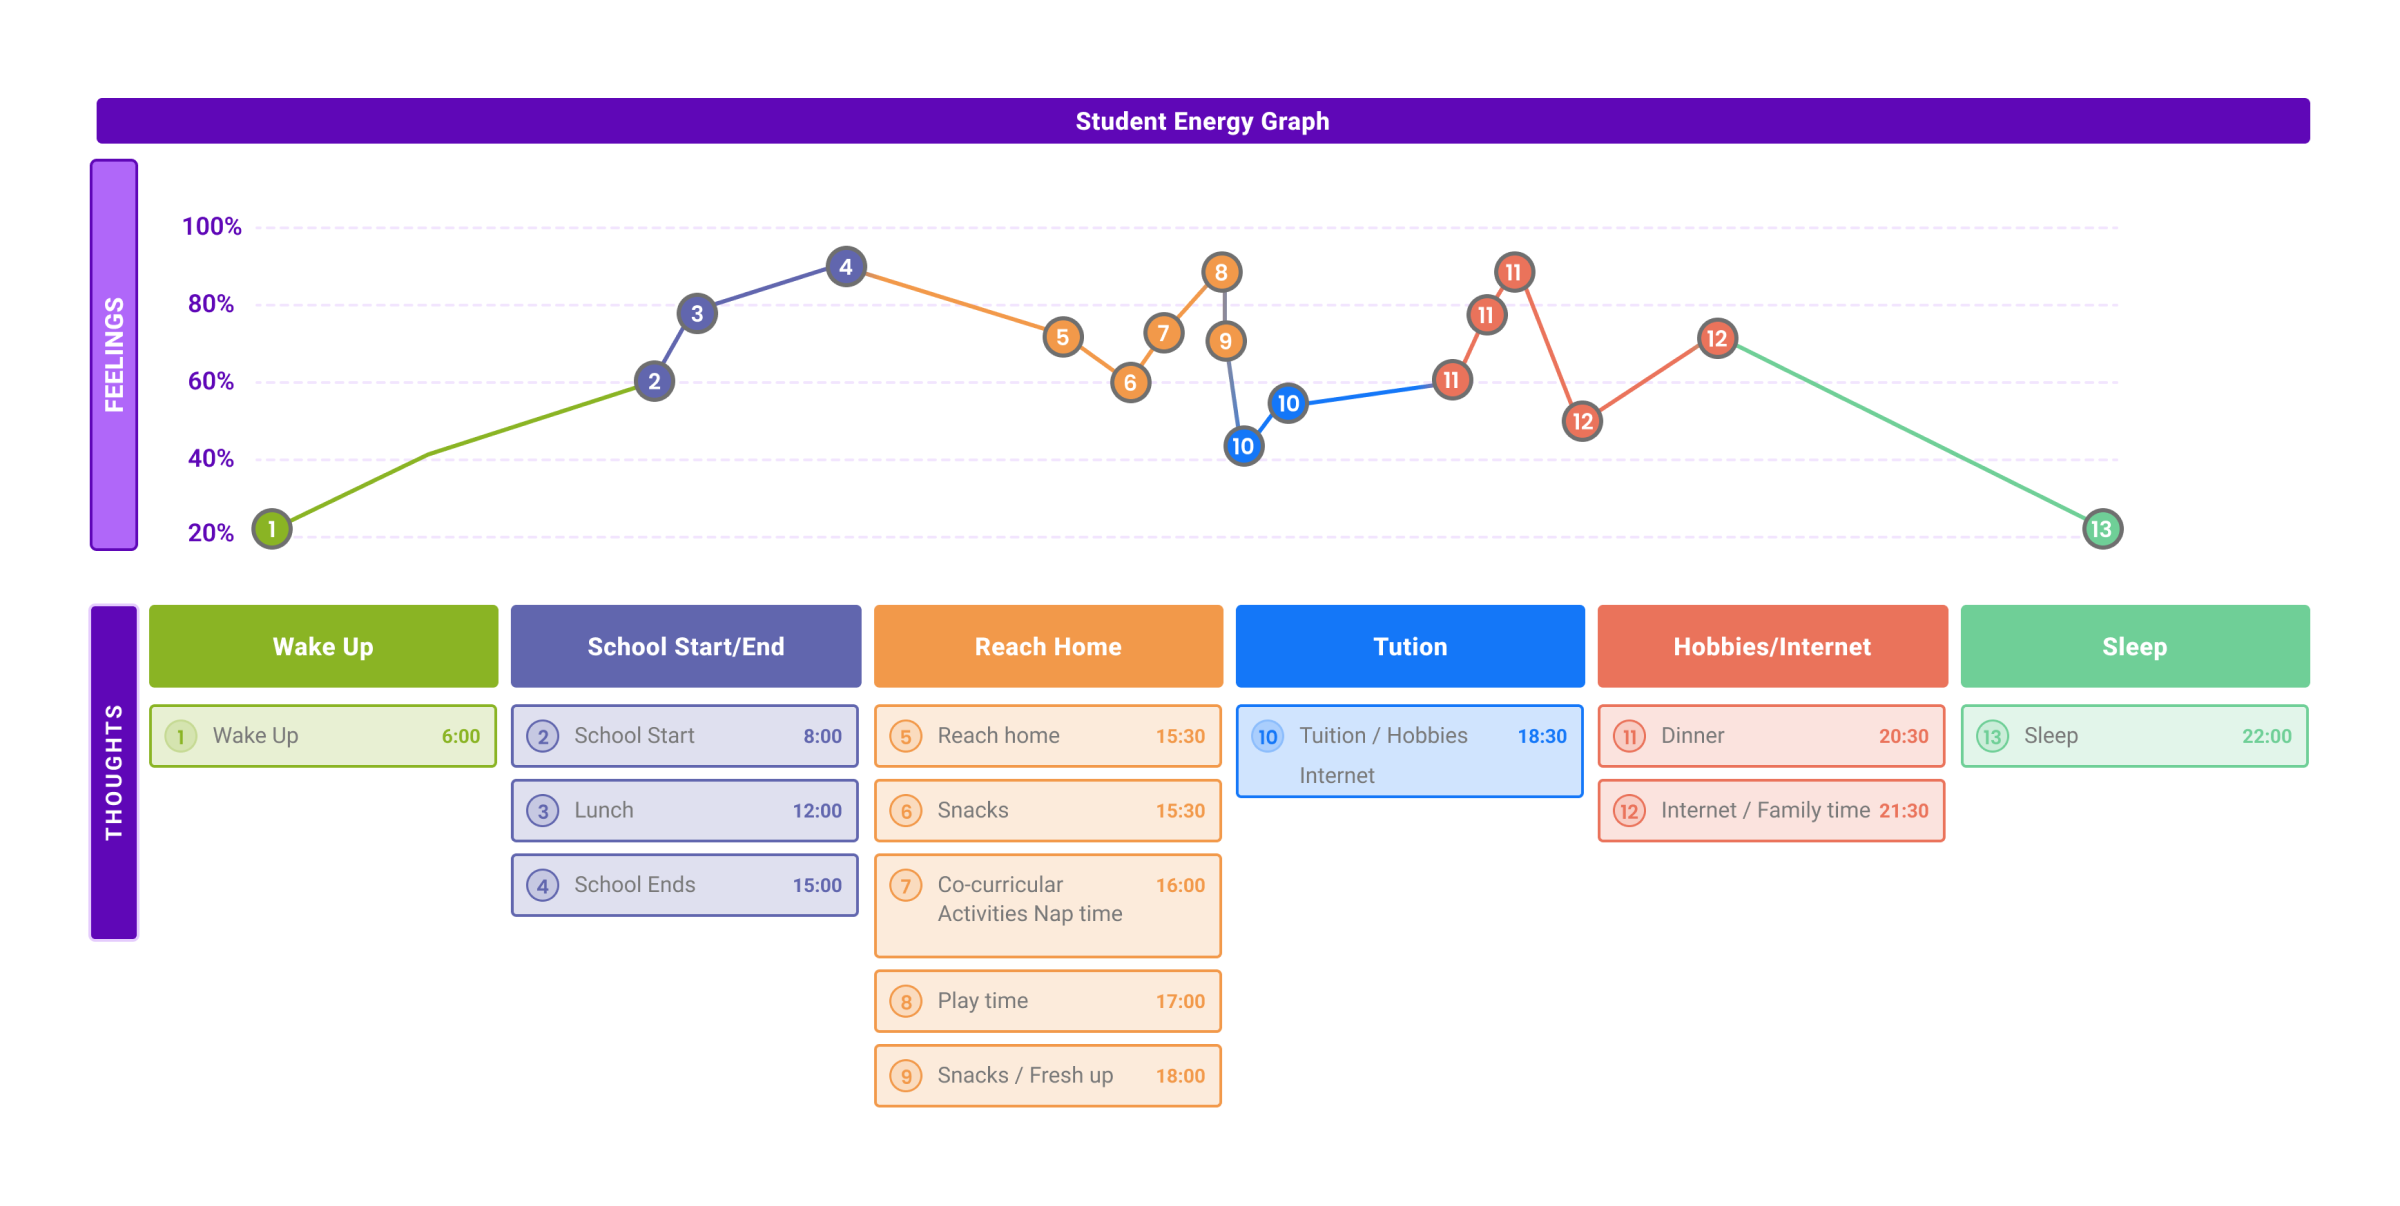 Student Energy Graph
FEELINGS
100%
80%
60%
40%
20%
1
2
3
4
5
6
7
8
9
10
10
11
11
11
12
12
13
THOUGHTS
Wake Up
1 Wake Up 6:00
School Start/End
2 School Start 8:00
3 Lunch 12:00
4 School Ends 15:00
Reach Home
5 Reach home 15:30
6 Snacks 15:30
7 Co-curricular 16:00
Activities Nap time
8 Play time 17:00
9 Snacks / Fresh up 18:00
Tution
10 Tuition / Hobbies 18:30
Internet
Hobbies/Internet
11 Dinner 20:30
12 Internet / Family time 21:30
Sleep
13 Sleep 22:00